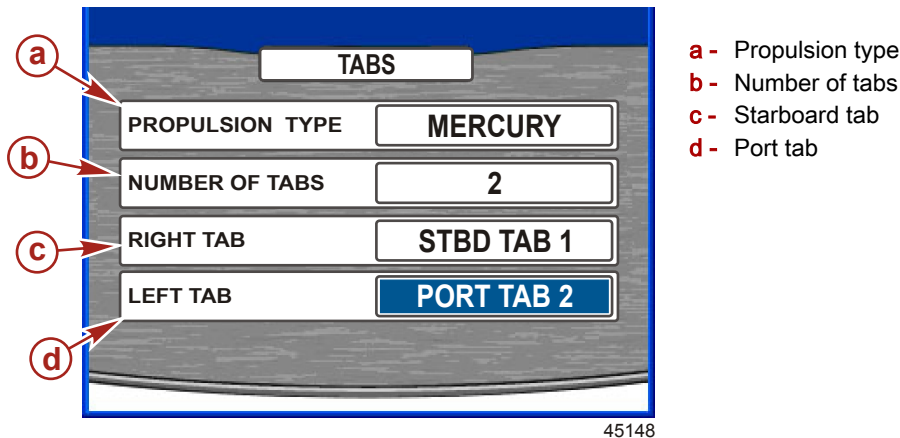 TABS
a
PROPULSION TYPE MERCURY
b
NUMBER OF TABS 2
c
RIGHT TAB STBD TAB 1
LEFT TAB PORT TAB 2
d
45148
a - Propulsion type
b - Number of tabs
c - Starboard tab
d - Port tab